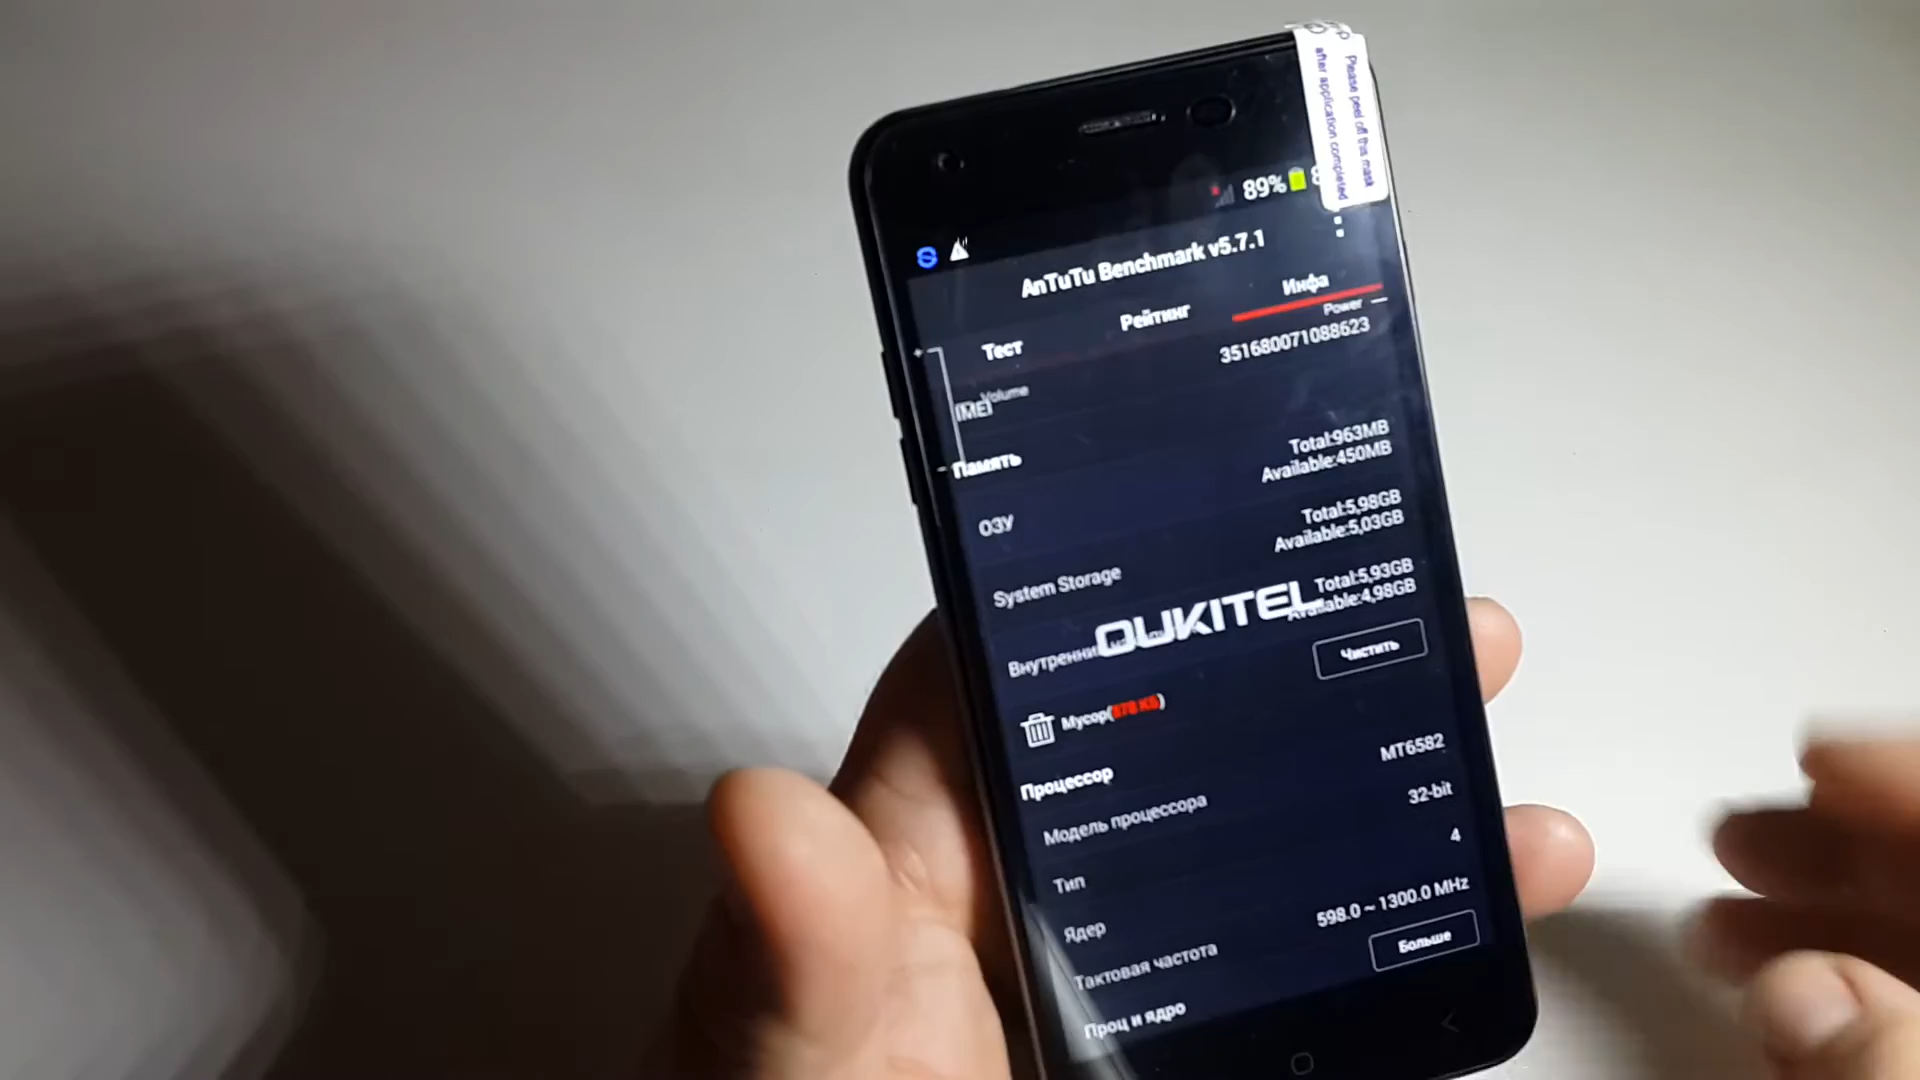 Please peel off this mask
after application completed
89%
AnTuTu Benchmark v5.7.1
Тест
Рейтинг
Инфа
Power
351680071088623
Volume
IMEI
Память
Total:963MB
ОЗУ
Available:450MB
Total:5,98GB
System Storage
Available:5,03GB
Total:5,93GB
OUKITEL
Available:4,98GB
Чистить
Мусор(
Процессор
Модель процессора
MT6582
Тип
32-bit
Ядер
4
Тактовая частота
598.0 ~ 1300.0 MHz
Больше
Проц и ядро